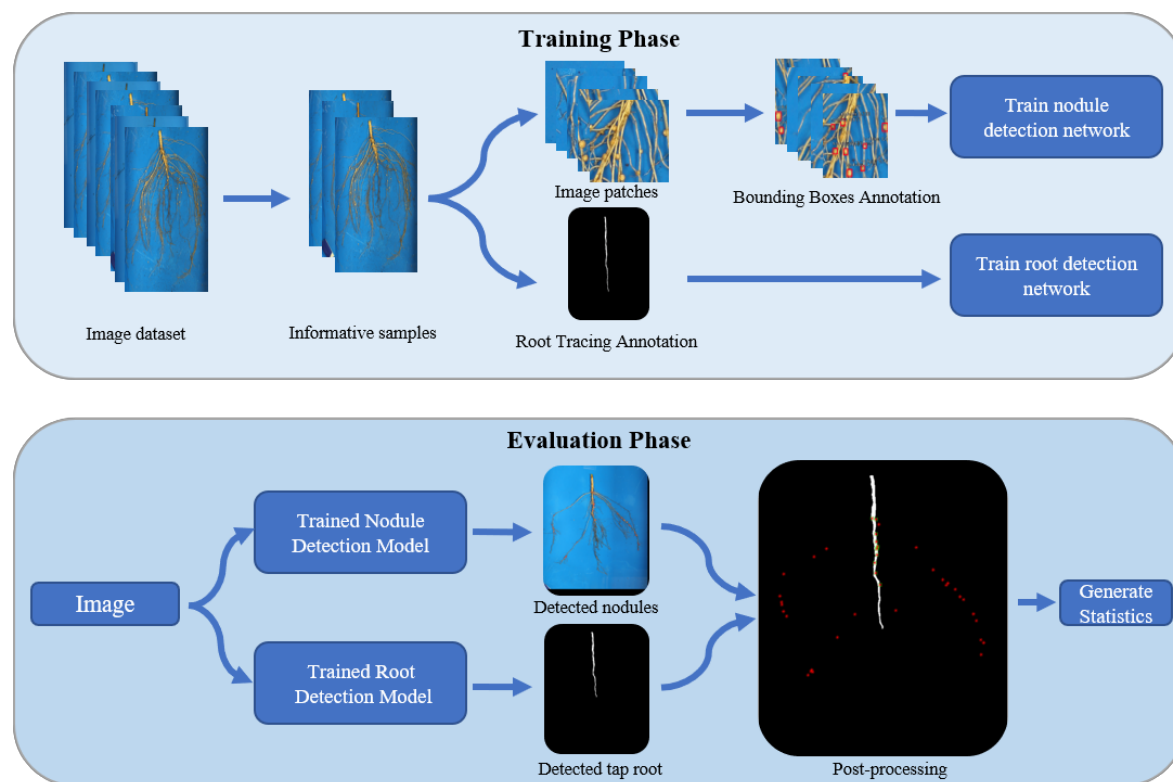 Training Phase
Image dataset
Informative samples
Image patches
Bounding Boxes Annotation
Train nodule
detection network
Root Tracing Annotation
Train root detection
network
Evaluation Phase
Image
Trained Nodule
Detection Model
Detected nodules
Trained Root
Detection Model
Detected tap root
Post-processing
Generate
Statistics